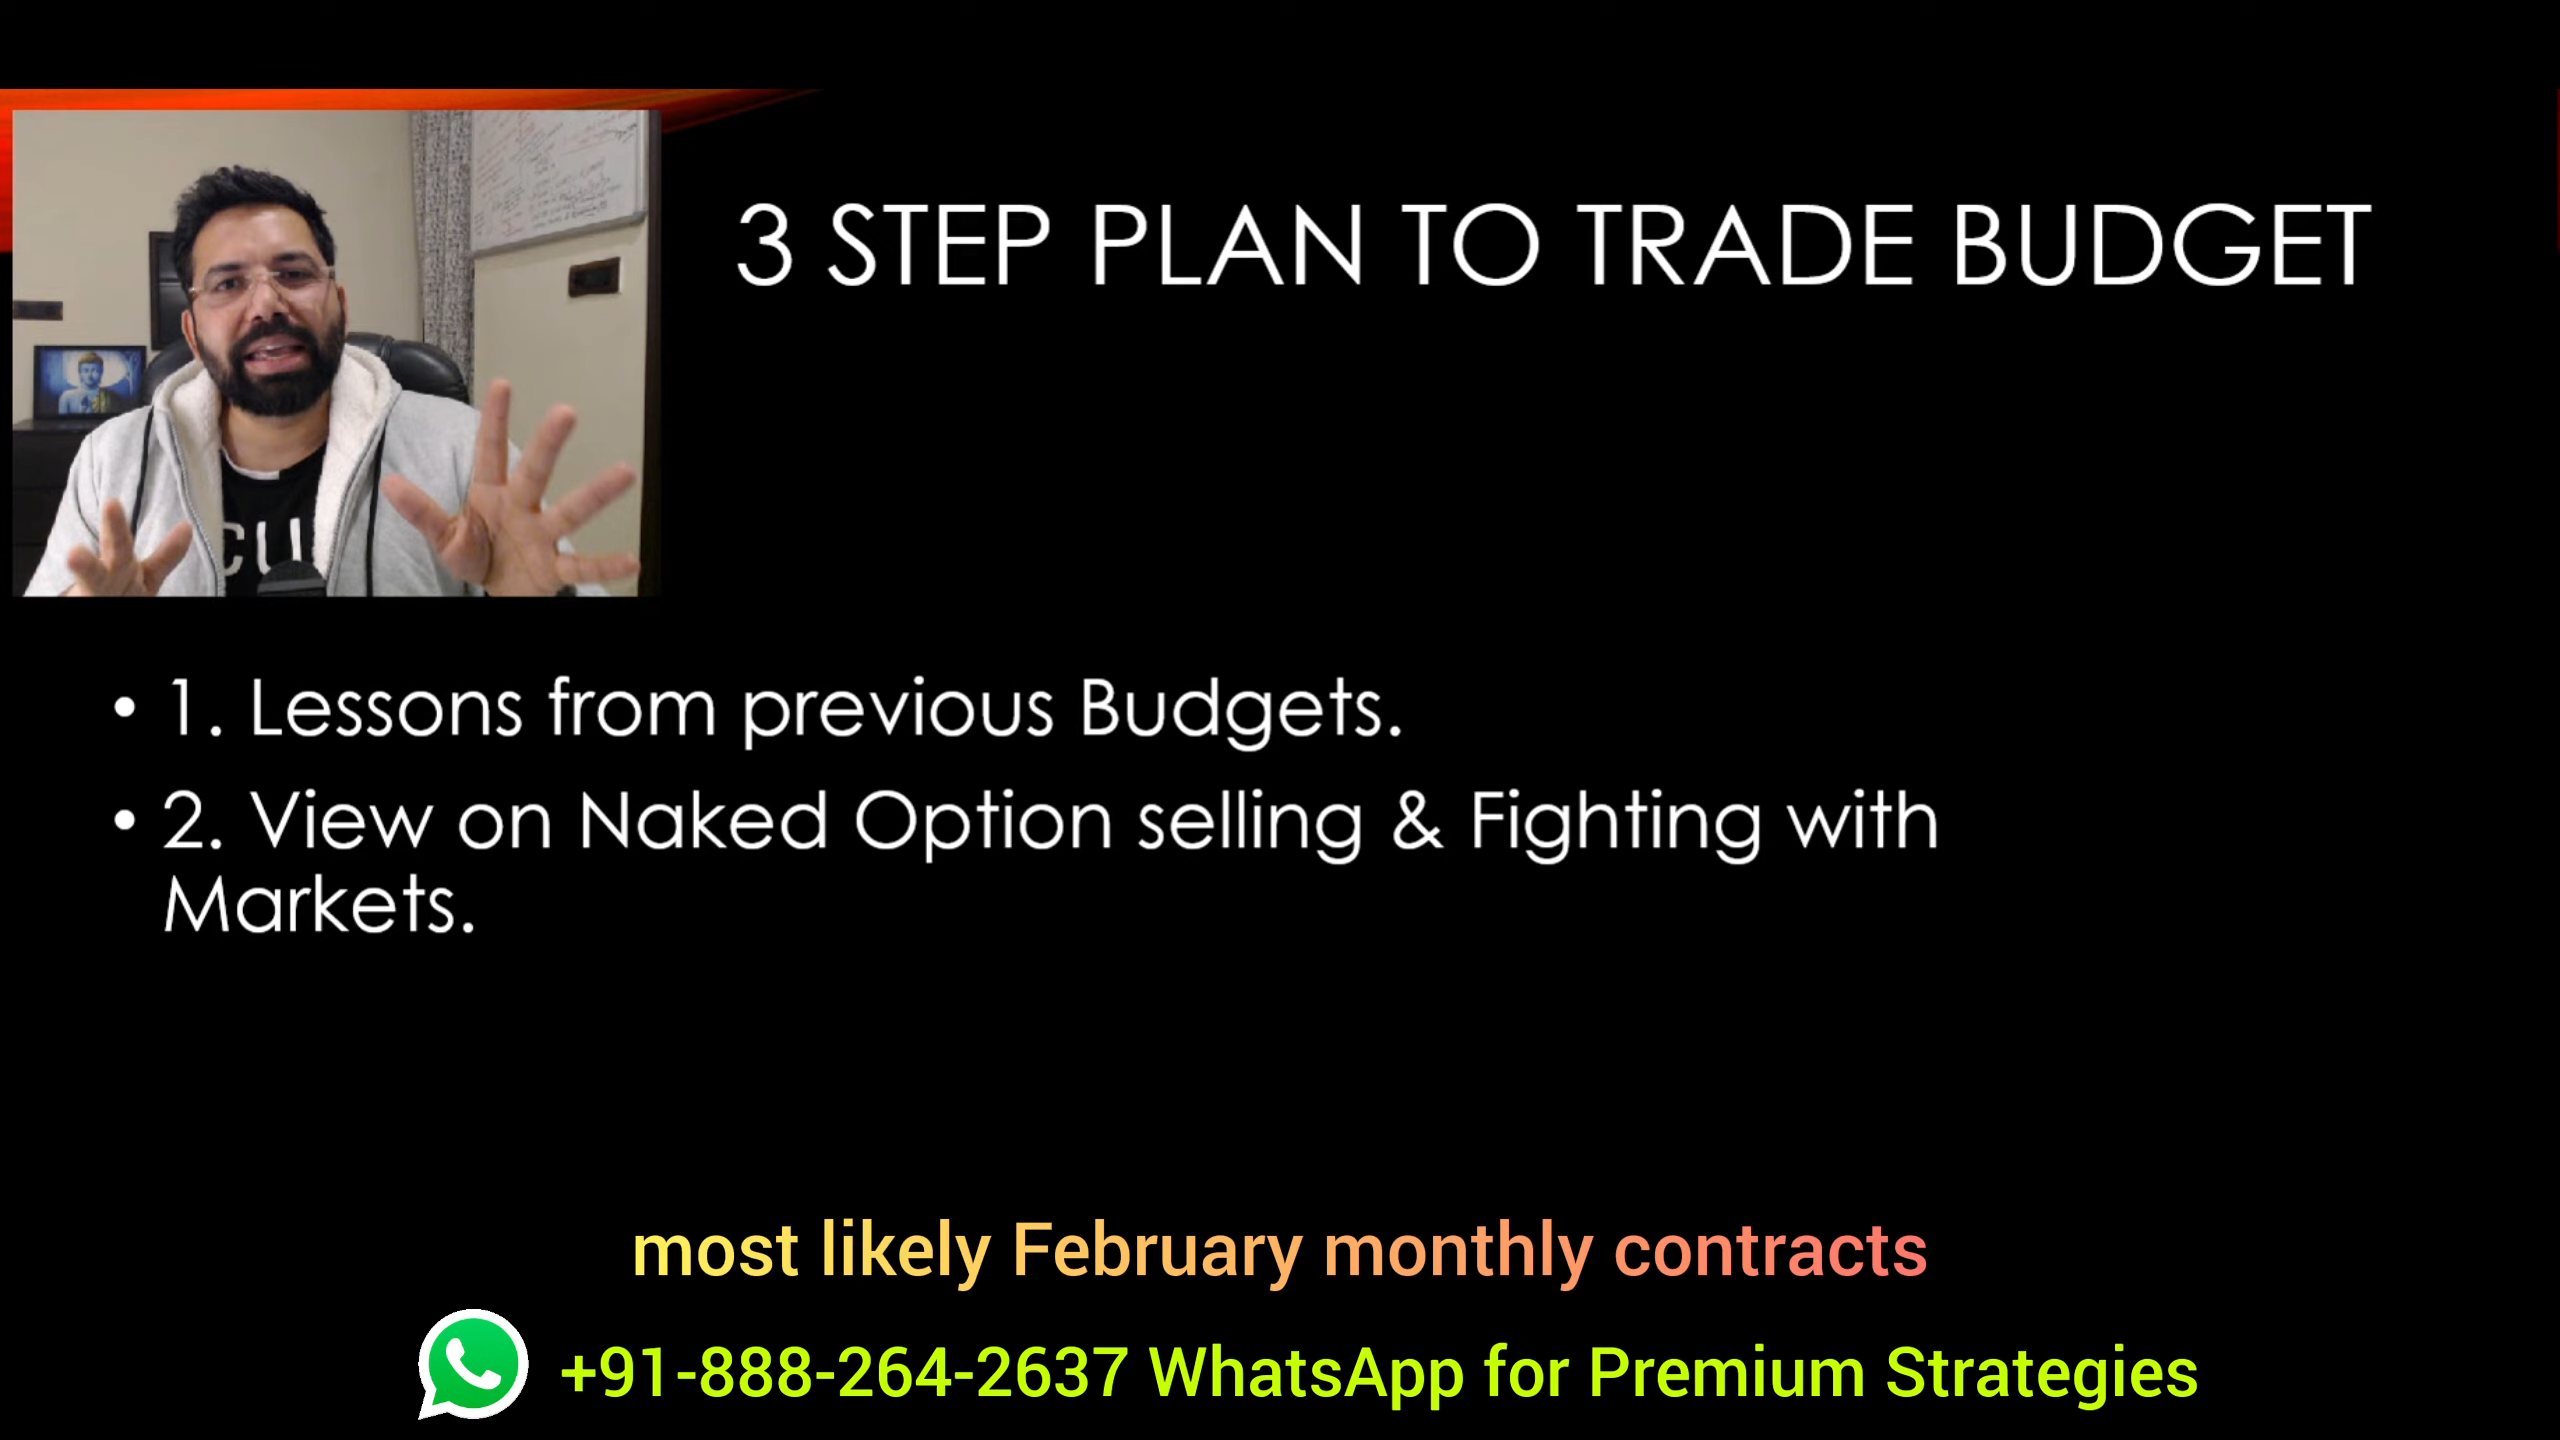 3 STEP PLAN TO TRADE BUDGET
CU
• 1. Lessons from previous Budgets.
• 2. View on Naked Option selling & Fighting with
Markets.
most likely February monthly contracts
+91-888-264-2637 WhatsApp for Premium Strategies